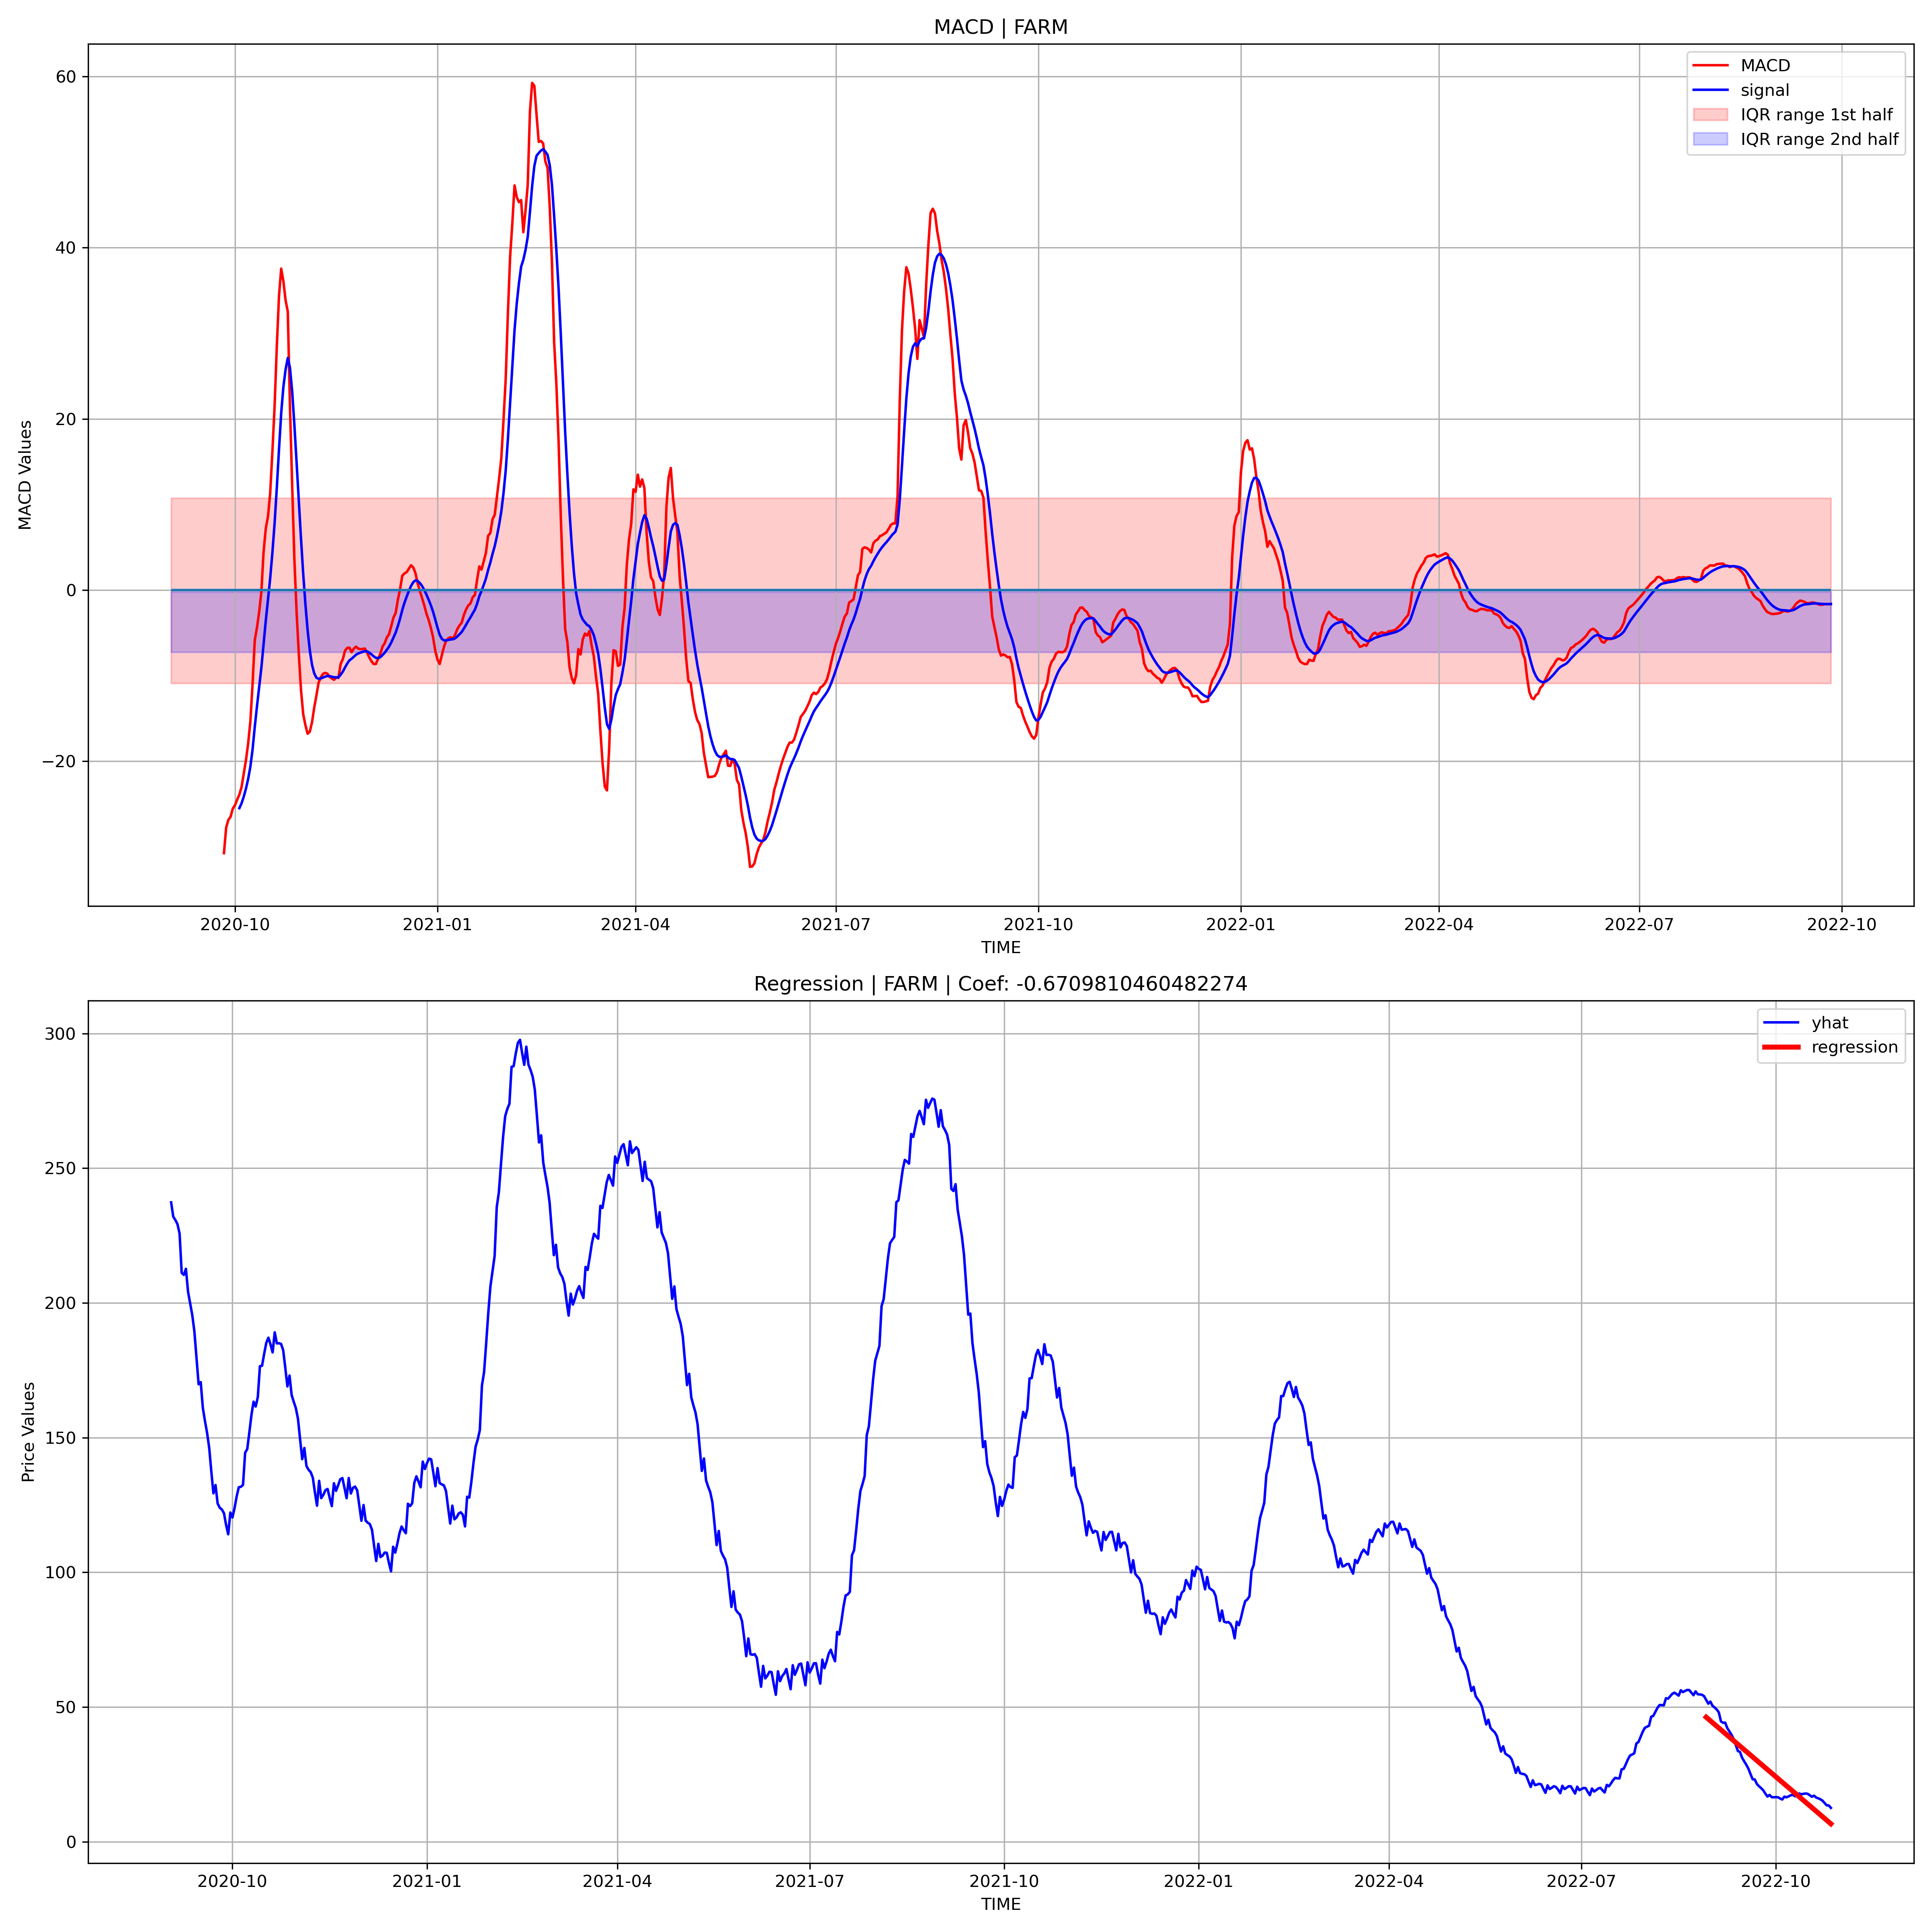 MACD | FARM
MACD
signal
IQR range 1st half
IQR range 2nd half
60
40
20
0
−20
MACD Values
2020-10 2021-01 2021-04 2021-07 2021-10 2022-01 2022-04 2022-07 2022-10
TIME
Regression | FARM | Coef: -0.6709810460482274
yhat
regression
300
250
200
150
100
50
0
Price Values
2020-10 2021-01 2021-04 2021-07 2021-10 2022-01 2022-04 2022-07 2022-10
TIME